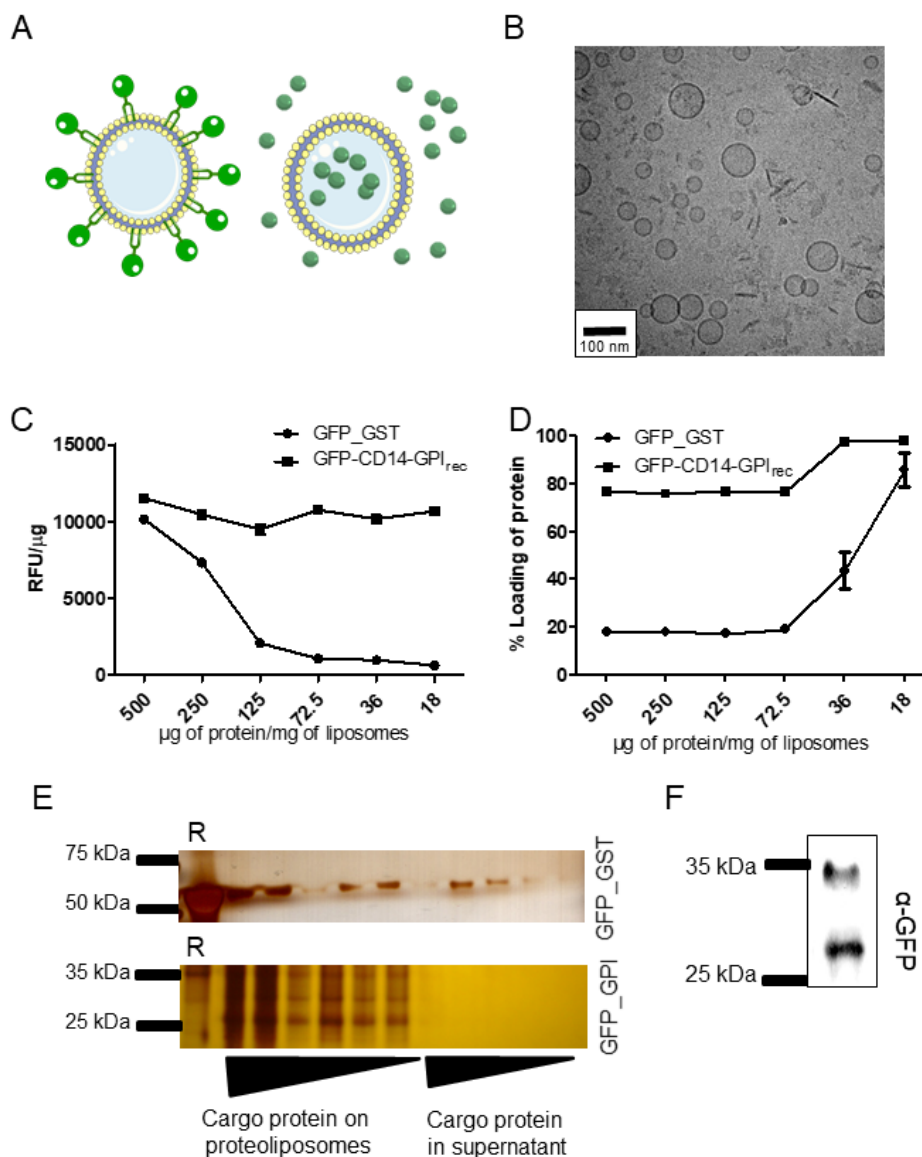 A
B
100 nm
C
GFP_GST
GFP-CD14-GPIrec
15000
10000
5000
0
RFU/µg
500
250
125
72.5
36
18
µg of protein/mg of liposomes
D
GFP_GST
GFP-CD14-GPIrec
100
80
60
40
20
0
% Loading of protein
500
250
125
72.5
36
18
µg of protein/mg of liposomes
E
R
75 kDa
50 kDa
GFP_GST
R
35 kDa
25 kDa
GFP_GPI
Cargo protein on
proteoliposomes
Cargo protein
in supernatant
F
35 kDa
25 kDa
α-GFP